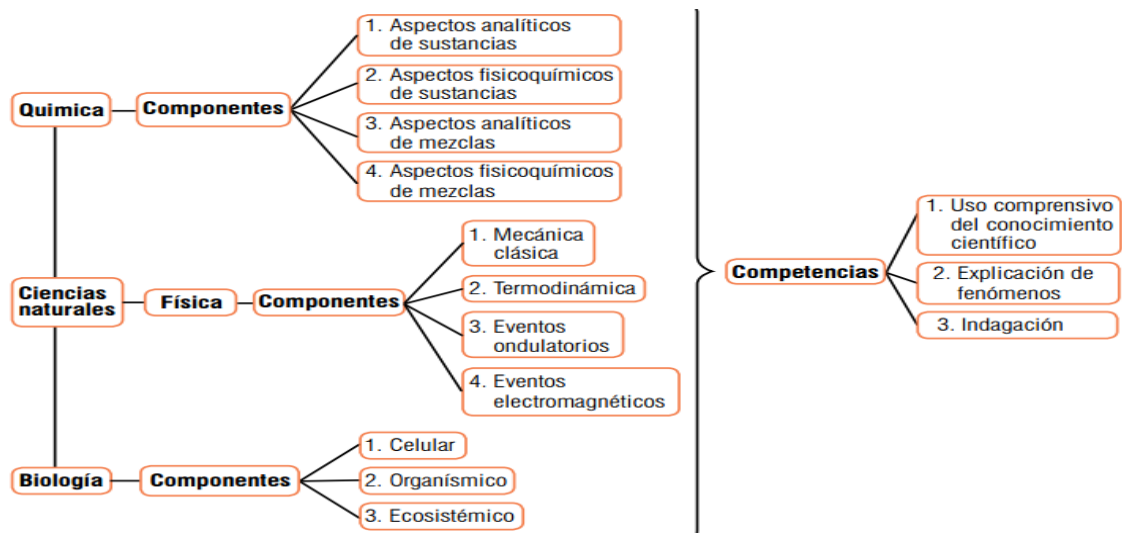 Quimica
Componentes
1. Aspectos analíticos
de sustancias
2. Aspectos fisicoquímicos
de sustancias
3. Aspectos analíticos
de mezclas
4. Aspectos fisicoquímicos
de mezclas
Ciencias
naturales
Física
Componentes
1. Mecánica
clásica
2. Termodinámica
3. Eventos
ondulatorios
4. Eventos
electromagnéticos
Biología
Componentes
1. Celular
2. Organísmico
3. Ecosistémico
Competencias
1. Uso comprensivo
del conocimiento
científico
2. Explicación de
fenómenos
3. Indagación